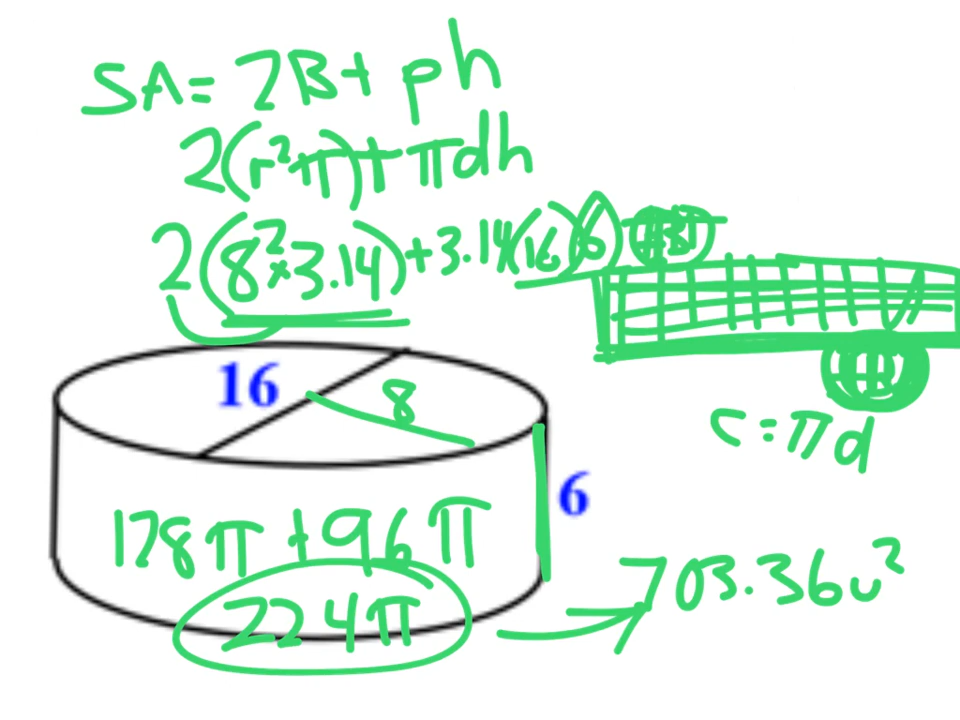 SA = 2B + ph
2(r²π) + πdh
2(8² × 3.14) + 3.14(16)(6)
16
8
C = πd
6
128π + 96π
703.36u²
224π